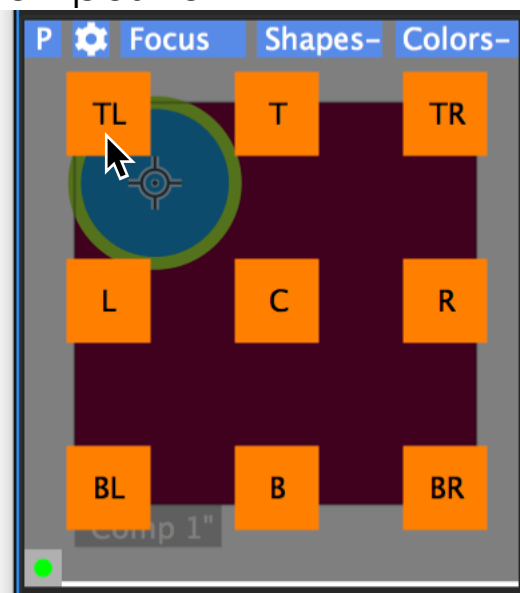 P Focus Shapes– Colors–
TL T TR
L C R
BL B BR
Comp 1"